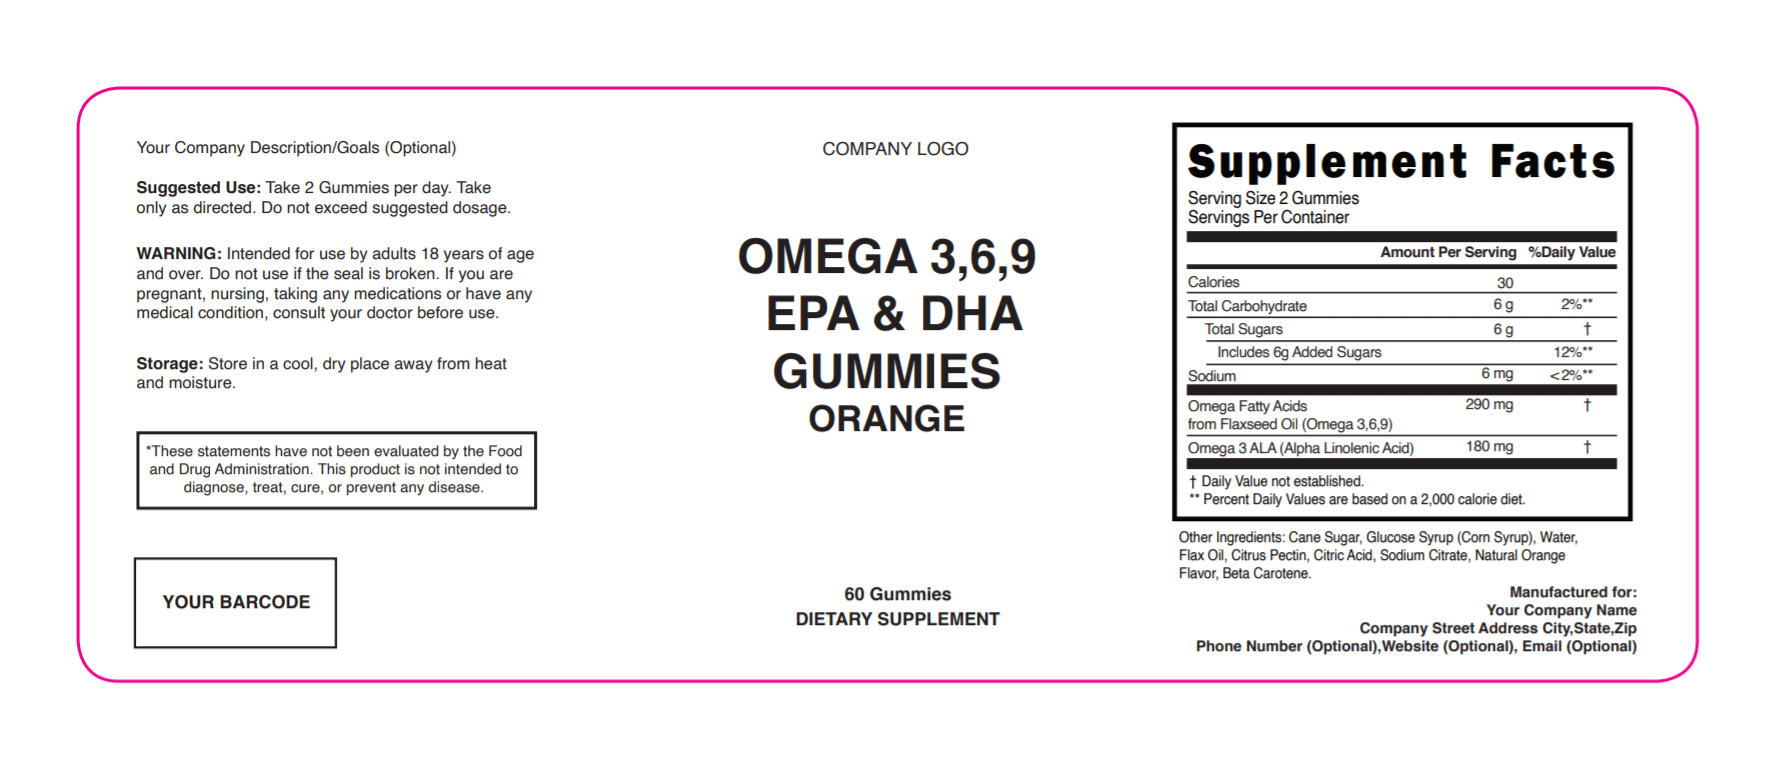 Your Company Description/Goals (Optional)
Suggested Use: Take 2 Gummies per day. Take
only as directed. Do not exceed suggested dosage.
WARNING: Intended for use by adults 18 years of age
and over. Do not use if the seal is broken. If you are
pregnant, nursing, taking any medications or have any
medical condition, consult your doctor before use.
Storage: Store in a cool, dry place away from heat
and moisture.
*These statements have not been evaluated by the Food
and Drug Administration. This product is not intended to
diagnose, treat, cure, or prevent any disease.
YOUR BARCODE
COMPANY LOGO
OMEGA 3,6,9
EPA & DHA
GUMMIES
ORANGE
60 Gummies
DIETARY SUPPLEMENT
Supplement Facts
Serving Size 2 Gummies
Servings Per Container
Amount Per Serving %Daily Value
Calories 30
Total Carbohydrate 6 g 2%**
Total Sugars 6 g †
Includes 6g Added Sugars 12%**
Sodium 6 mg <2%**
Omega Fatty Acids 290 mg †
from Flaxseed Oil (Omega 3,6,9)
Omega 3 ALA (Alpha Linolenic Acid) 180 mg †
† Daily Value not established.
** Percent Daily Values are based on a 2,000 calorie diet.
Other Ingredients: Cane Sugar, Glucose Syrup (Corn Syrup), Water,
Flax Oil, Citrus Pectin, Citric Acid, Sodium Citrate, Natural Orange
Flavor, Beta Carotene.
Manufactured for:
Your Company Name
Company Street Address City,State,Zip
Phone Number (Optional),Website (Optional), Email (Optional)